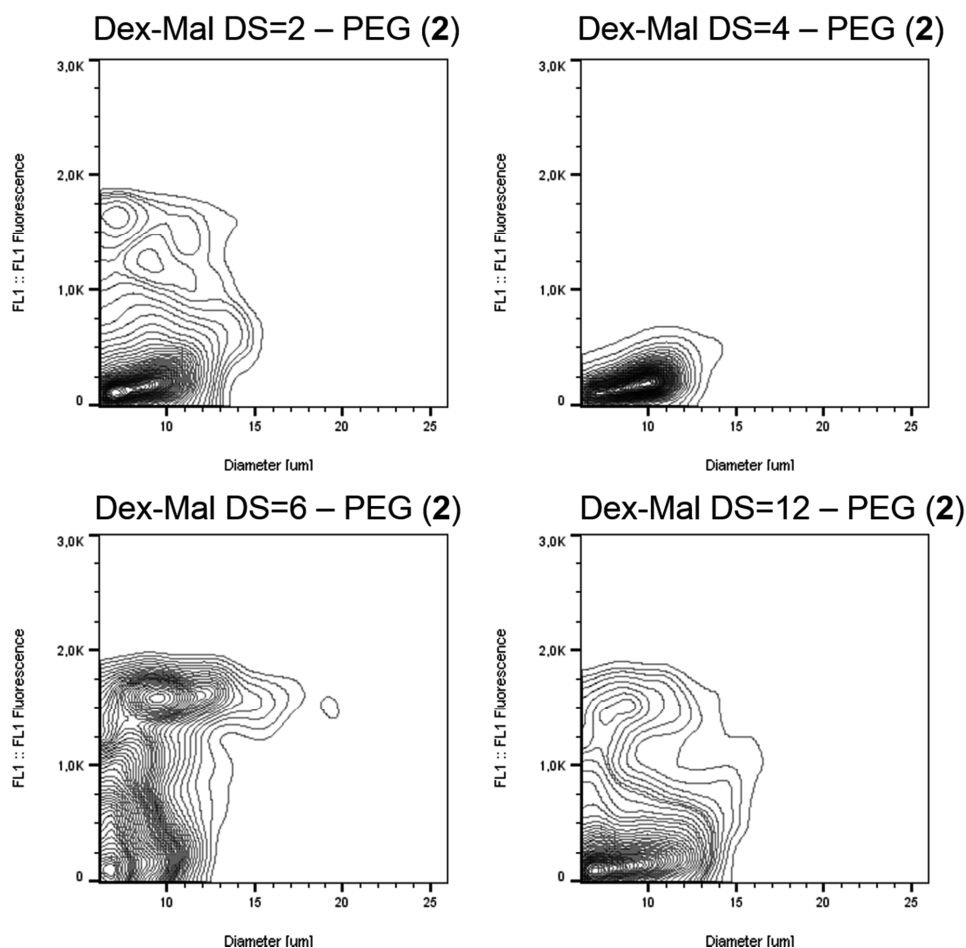 Dex-Mal DS=2 – PEG (2)
3,0K
2,0K
1,0K
0
FL1 :: FL1 Fluorescence
10 15 20 25
Diameter [um]
Dex-Mal DS=4 – PEG (2)
3,0K
2,0K
1,0K
0
FL1 :: FL1 Fluorescence
10 15 20 25
Diameter [um]
Dex-Mal DS=6 – PEG (2)
3,0K
2,0K
1,0K
0
FL1 :: FL1 Fluorescence
10 15 20 25
Diameter [um]
Dex-Mal DS=12 – PEG (2)
3,0K
2,0K
1,0K
0
FL1 :: FL1 Fluorescence
10 15 20 25
Diameter [um]